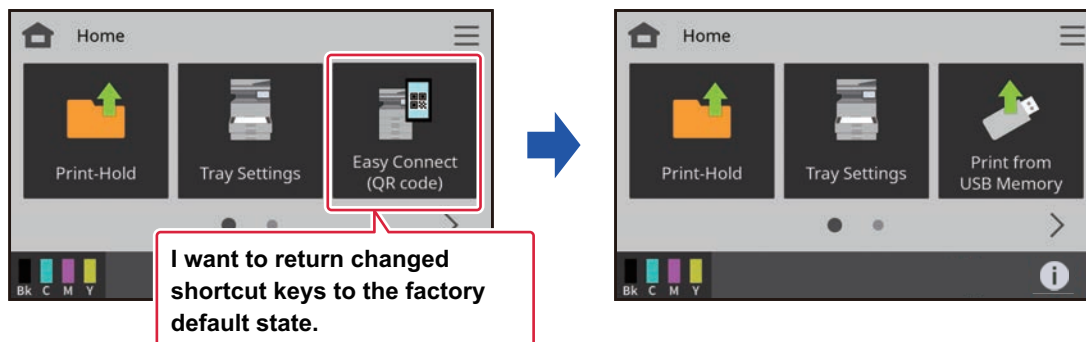 Home
Print-Hold
Tray Settings
Easy Connect
(QR code)
Bk C M Y
I want to return changed
shortcut keys to the factory
default state.
Home
Print-Hold
Tray Settings
Print from
USB Memory
Bk C M Y
i